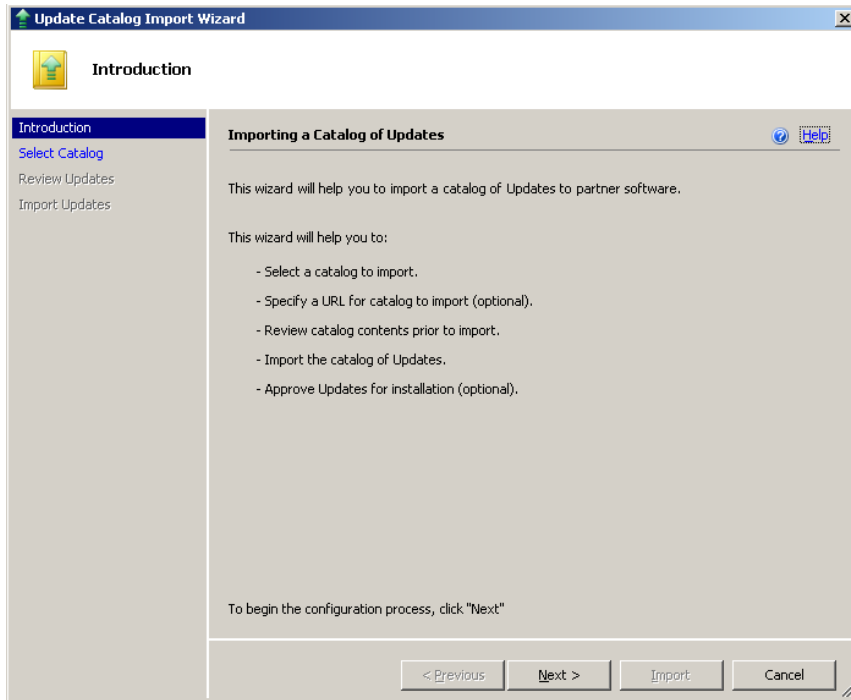 Update Catalog Import Wizard
Introduction
Introduction
Select Catalog
Review Updates
Import Updates
Importing a Catalog of Updates
Help
This wizard will help you to import a catalog of Updates to partner software.
This wizard will help you to:
- Select a catalog to import.
- Specify a URL for catalog to import (optional).
- Review catalog contents prior to import.
- Import the catalog of Updates.
- Approve Updates for installation (optional).
To begin the configuration process, click "Next"
< Previous Next > Import Cancel